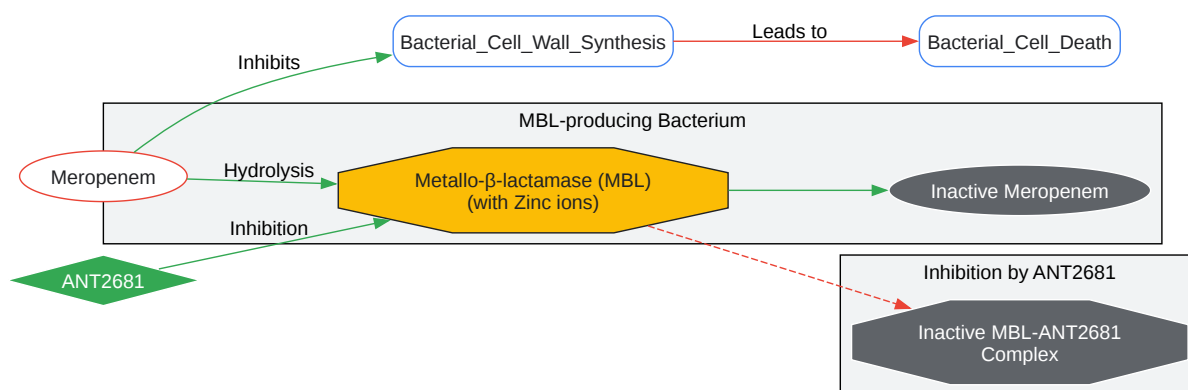 Bacterial_Cell_Wall_Synthesis
Leads to
Bacterial_Cell_Death
Inhibits
MBL-producing Bacterium
Meropenem
Hydrolysis
Metallo-β-lactamase (MBL)
(with Zinc ions)
Inactive Meropenem
Inhibition
ANT2681
Inhibition by ANT2681
Inactive MBL-ANT2681
Complex